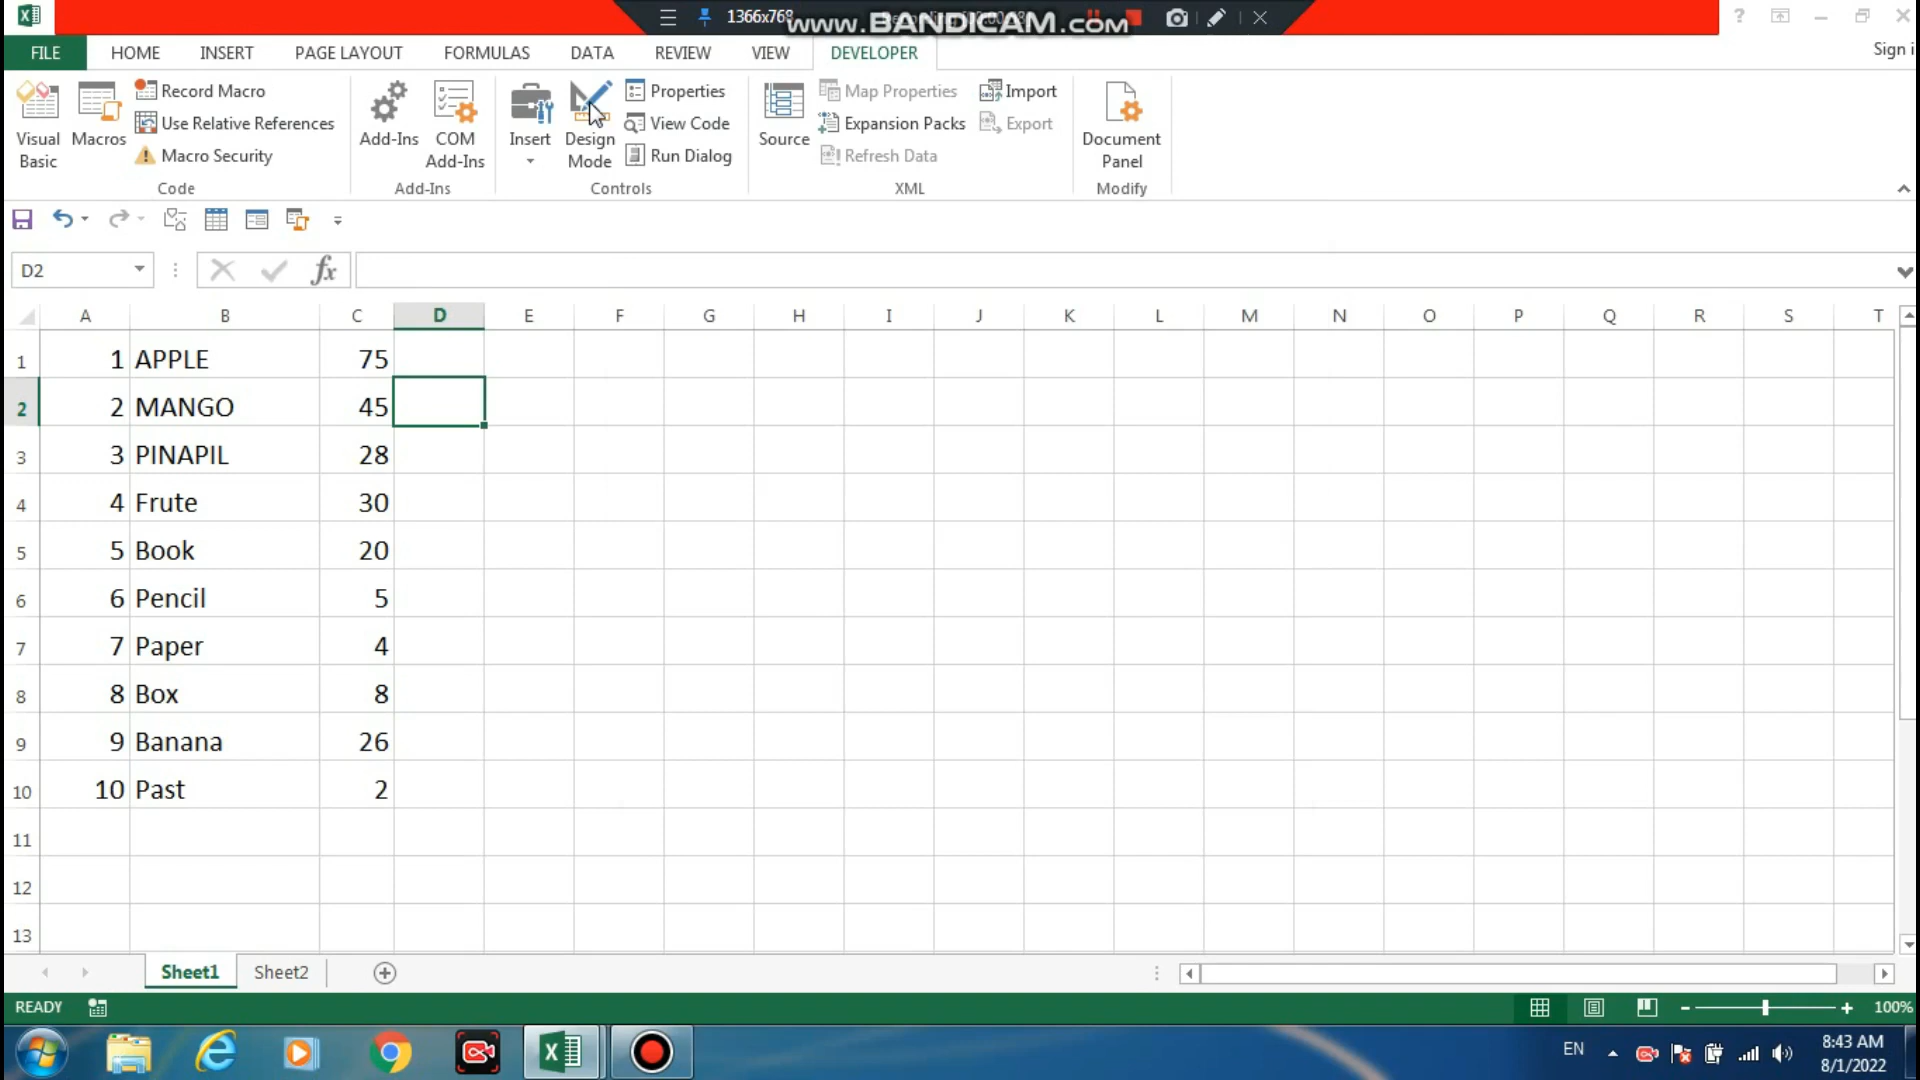 1366x768 www.BANDICAM.com
FILE HOME INSERT PAGE LAYOUT FORMULAS DATA REVIEW VIEW DEVELOPER Sign i
Visual Basic
Macros
Record Macro
Use Relative References
Macro Security
Code
Add-Ins
COM Add-Ins
Add-Ins
Insert
Design Mode
Properties
View Code
Run Dialog
Controls
Source
Map Properties
Expansion Packs
Refresh Data
Import
Export
XML
Document Panel
Modify
D2 fx
A B C D E F G H I J K L M N O P Q R S T
1 1 APPLE 75
2 2 MANGO 45
3 3 PINAPIL 28
4 4 Frute 30
5 5 Book 20
6 6 Pencil 5
7 7 Paper 4
8 8 Box 8
9 9 Banana 26
10 10 Past 2
11
12
13
Sheet1 Sheet2
READY 100%
EN 8:43 AM
8/1/2022